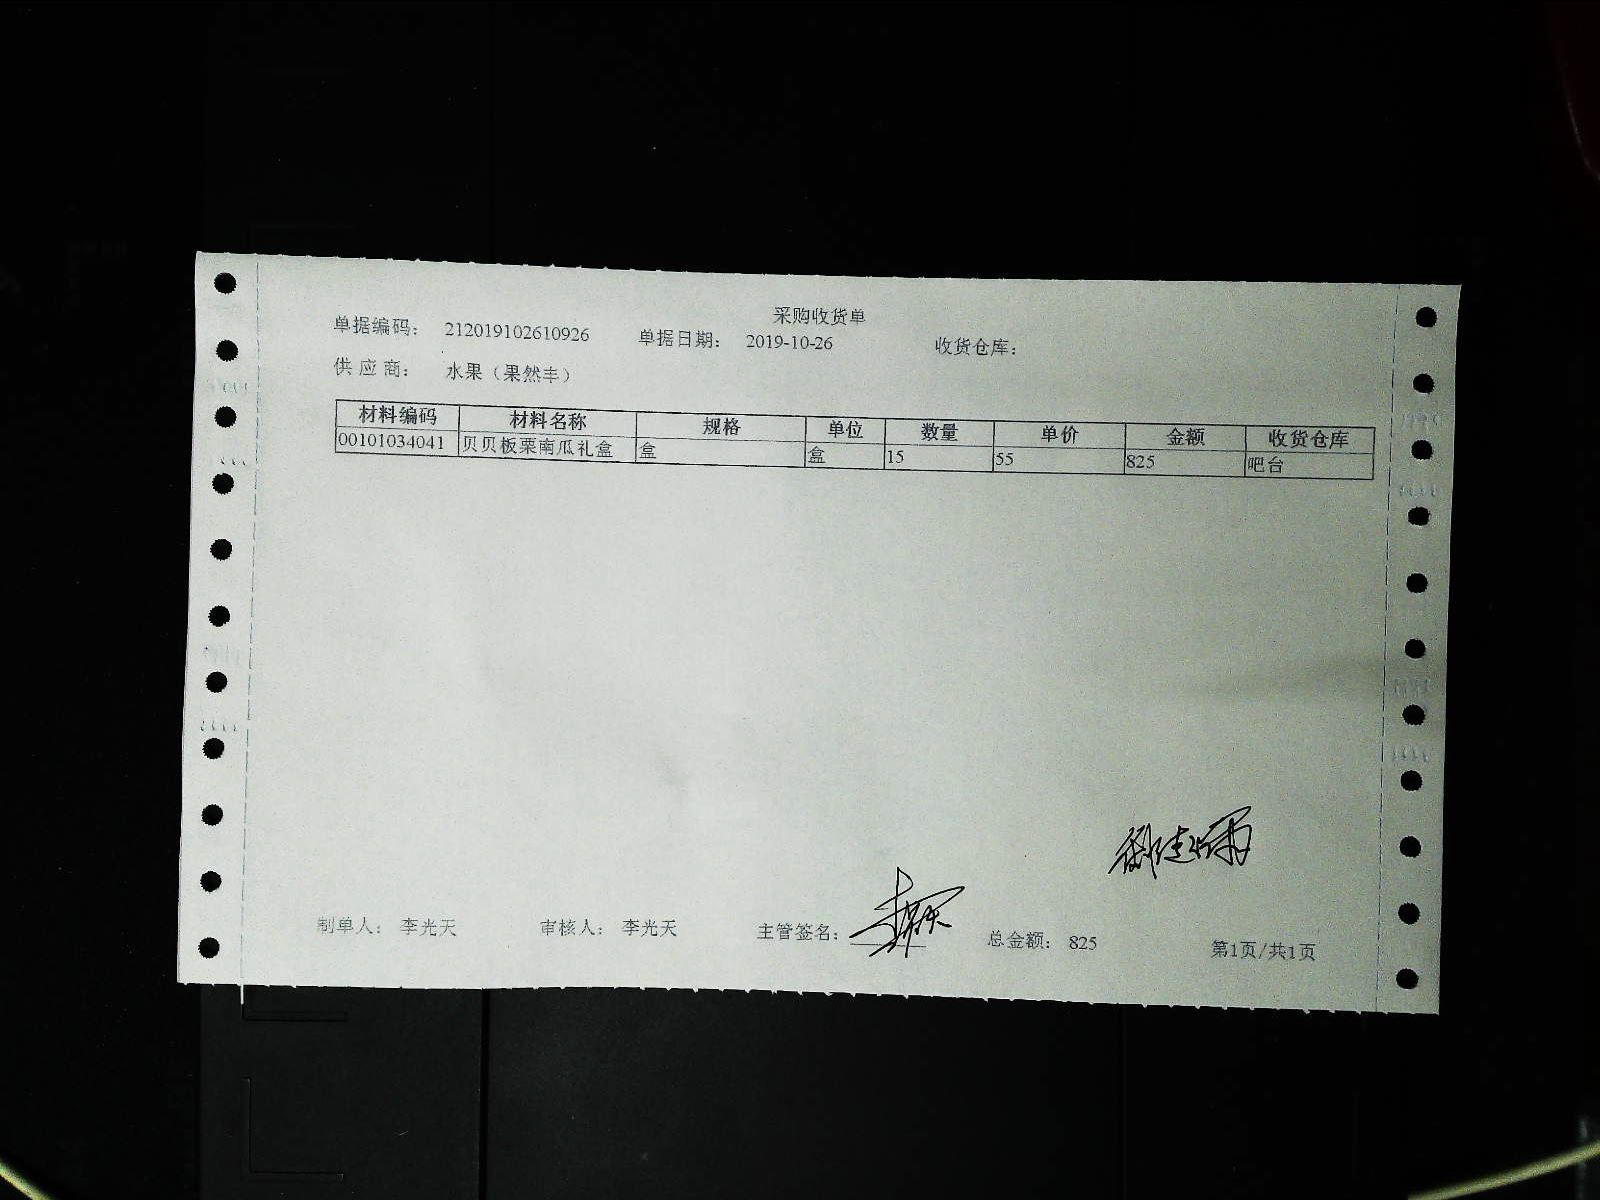 采购收货单
单据编码： 212019102610926 单据日期： 2019-10-26 收货仓库：
供 应 商： 水果（果然丰）
材料编码 材料名称 规格 单位 数量 单价 金额 收货仓库
00101034041 贝贝板栗南瓜礼盒 盒 盒 15 55 825 吧台
制单人： 李光天 审核人： 李光天 主管签名： 总金额： 825 第1页/共1页